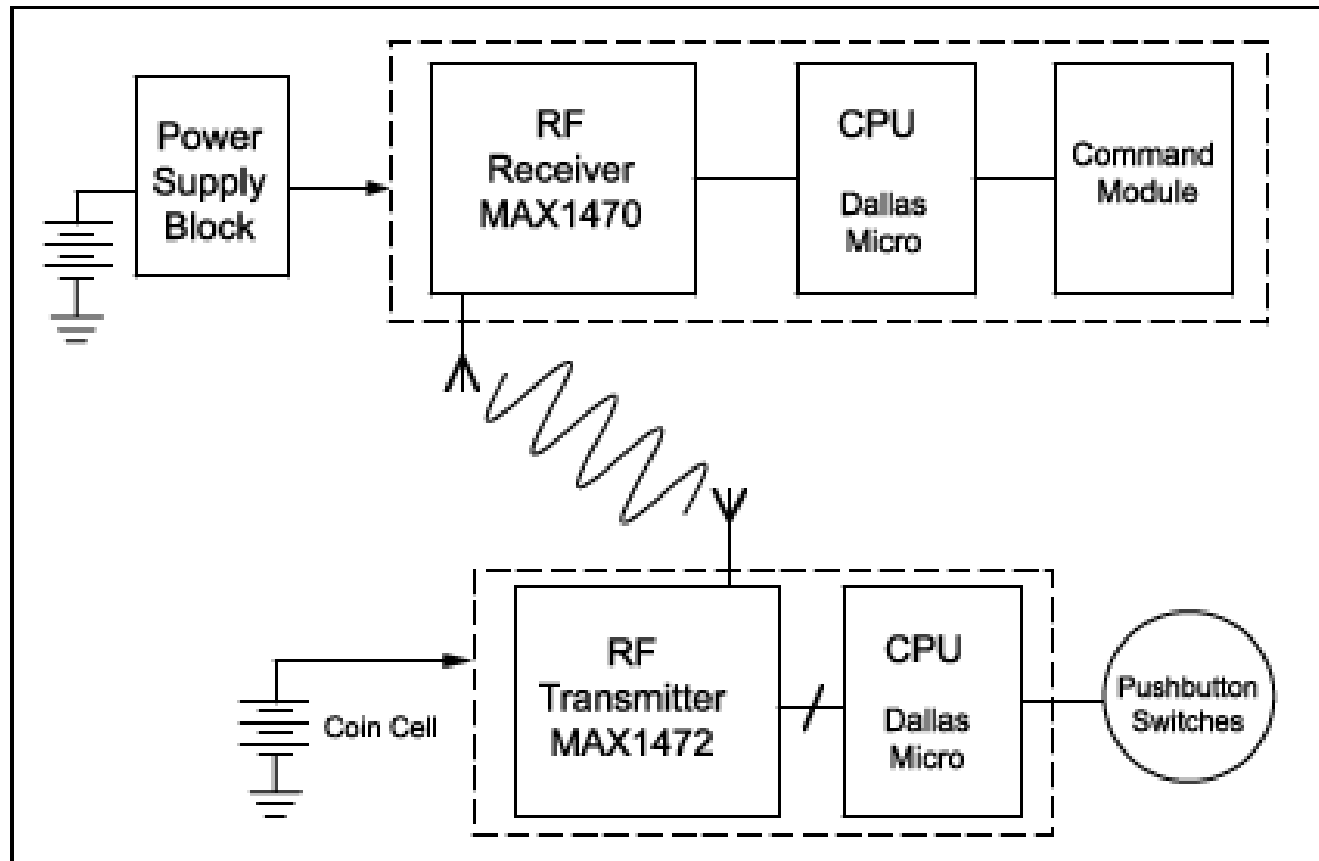 Power
Supply
Block
RF
Receiver
MAX1470
CPU
Dallas
Micro
Command
Module
Coin Cell
RF
Transmitter
MAX1472
CPU
Dallas
Micro
Pushbutton
Switches